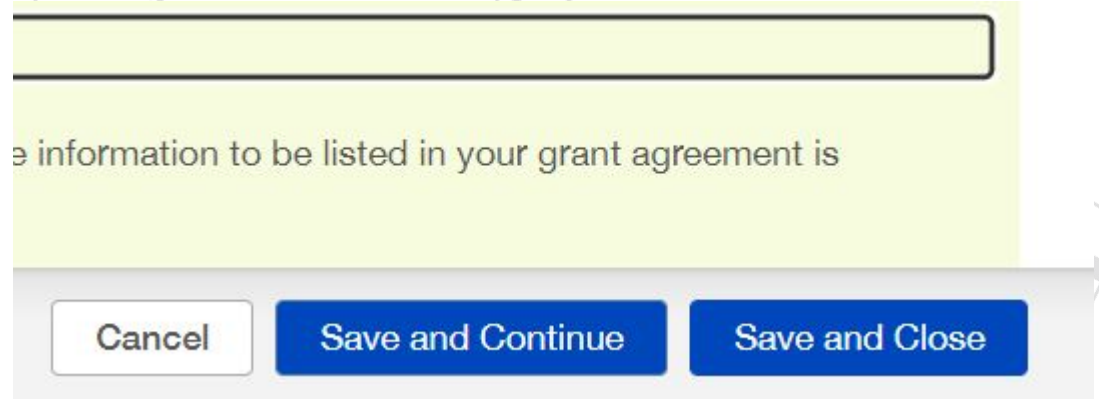 information to be listed in your grant agreement is
Cancel Save and Continue Save and Close